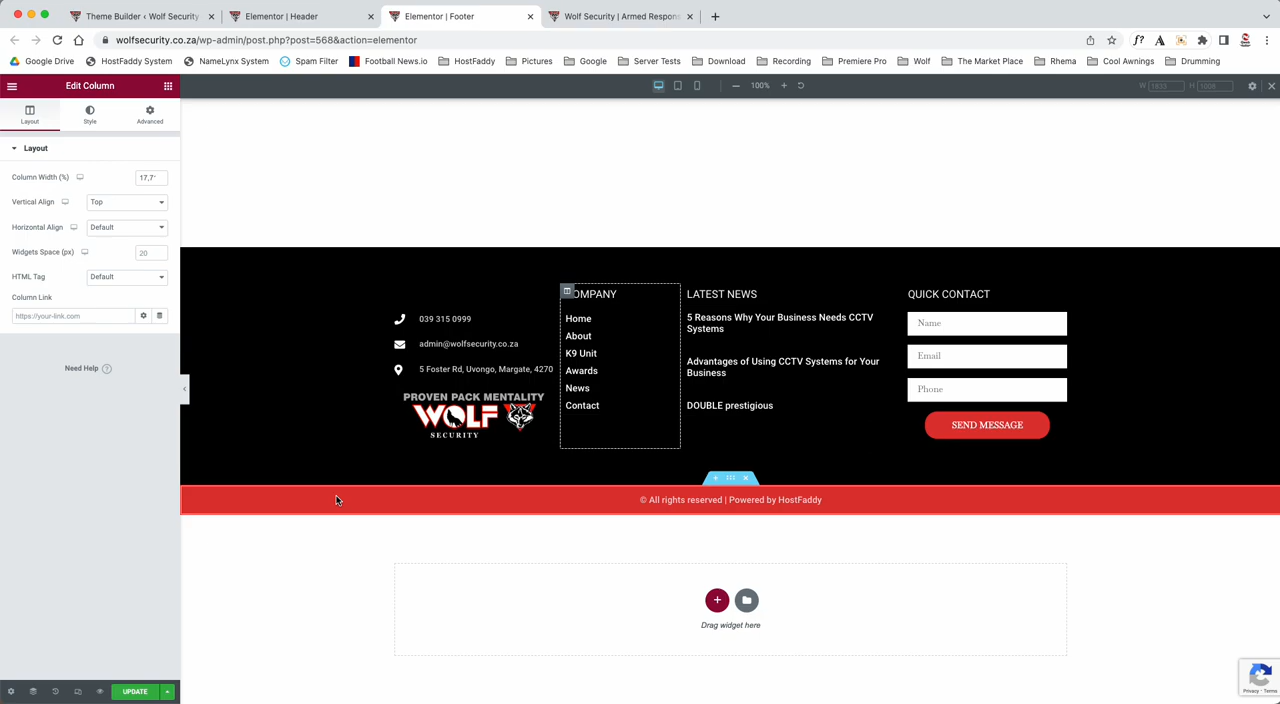 Theme Builder ‹ Wolf Security
Elementor | Header
Elementor | Footer
Wolf Security | Armed Respons
wolfsecurity.co.za/wp-admin/post.php?post=568&action=elementor
Google Drive
HostFaddy System
NameLynx System
Spam Filter
Football News.io
HostFaddy
Pictures
Google
Server Tests
Download
Recording
Premiere Pro
Wolf
The Market Place
Rhema
Cool Awnings
Drumming
Edit Column
100%
W 1833 H 1008
Layout
Style
Advanced
Layout
Column Width (%)
17,7
Vertical Align
Top
Horizontal Align
Default
Widgets Space (px)
20
HTML Tag
Default
Column Link
https://your-link.com
Need Help ?
UPDATE
039 315 0999
admin@wolfsecurity.co.za
5 Foster Rd, Uvongo, Margate, 4270
PROVEN PACK MENTALITY
WOLF
SECURITY
OMPANY
Home
About
K9 Unit
Awards
News
Contact
LATEST NEWS
5 Reasons Why Your Business Needs CCTV
Systems
Advantages of Using CCTV Systems for Your
Business
DOUBLE prestigious
QUICK CONTACT
Name
Email
Phone
SEND MESSAGE
© All rights reserved | Powered by HostFaddy
Drag widget here
Privacy - Terms